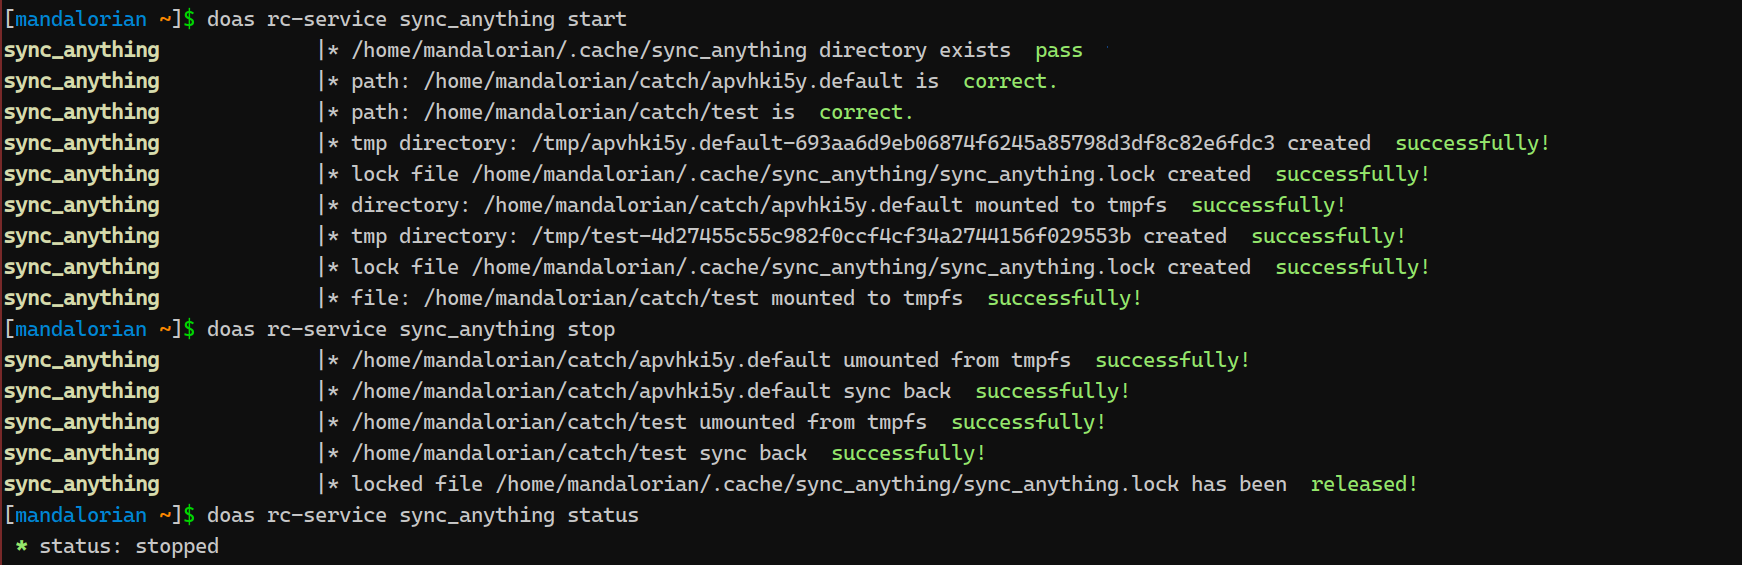 [mandalorian ~]$ doas rc-service sync_anything start
sync_anything |* /home/mandalorian/.cache/sync_anything directory exists pass
sync_anything |* path: /home/mandalorian/catch/apvhki5y.default is correct.
sync_anything |* path: /home/mandalorian/catch/test is correct.
sync_anything |* tmp directory: /tmp/apvhki5y.default-693aa6d9eb06874f6245a85798d3df8c82e6fdc3 created successfully!
sync_anything |* lock file /home/mandalorian/.cache/sync_anything/sync_anything.lock created successfully!
sync_anything |* directory: /home/mandalorian/catch/apvhki5y.default mounted to tmpfs successfully!
sync_anything |* tmp directory: /tmp/test-4d27455c55c982f0ccf4cf34a2744156f029553b created successfully!
sync_anything |* lock file /home/mandalorian/.cache/sync_anything/sync_anything.lock created successfully!
sync_anything |* file: /home/mandalorian/catch/test mounted to tmpfs successfully!
[mandalorian ~]$ doas rc-service sync_anything stop
sync_anything |* /home/mandalorian/catch/apvhki5y.default umounted from tmpfs successfully!
sync_anything |* /home/mandalorian/catch/apvhki5y.default sync back successfully!
sync_anything |* /home/mandalorian/catch/test umounted from tmpfs successfully!
sync_anything |* /home/mandalorian/catch/test sync back successfully!
sync_anything |* locked file /home/mandalorian/.cache/sync_anything/sync_anything.lock has been released!
[mandalorian ~]$ doas rc-service sync_anything status
* status: stopped